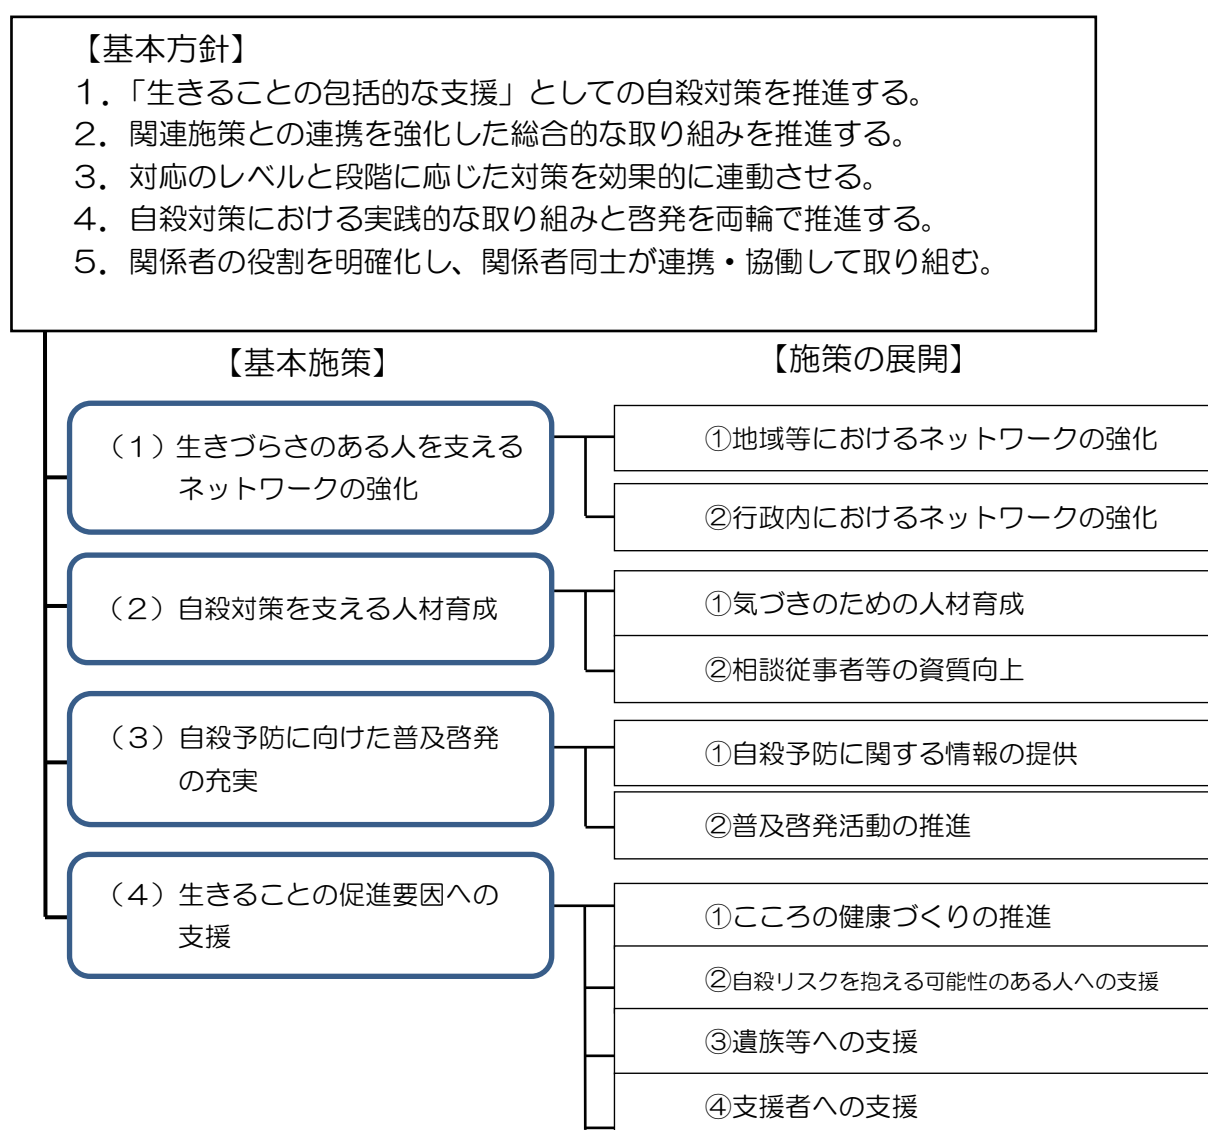 【基本方針】
１．「生きることの包括的な支援」としての自殺対策を推進する。
２．関連施策との連携を強化した総合的な取り組みを推進する。
３．対応のレベルと段階に応じた対策を効果的に連動させる。
４．自殺対策における実践的な取り組みと啓発を両輪で推進する。
５．関係者の役割を明確化し、関係者同士が連携・協働して取り組む。
【基本施策】
【施策の展開】
（１）生きづらさのある人を支える
ネットワークの強化
①地域等におけるネットワークの強化
②行政内におけるネットワークの強化
（２）自殺対策を支える人材育成
①気づきのための人材育成
②相談従事者等の資質向上
（３）自殺予防に向けた普及啓発
の充実
①自殺予防に関する情報の提供
②普及啓発活動の推進
（４）生きることの促進要因への
支援
①こころの健康づくりの推進
②自殺リスクを抱える可能性のある人への支援
③遺族等への支援
④支援者への支援